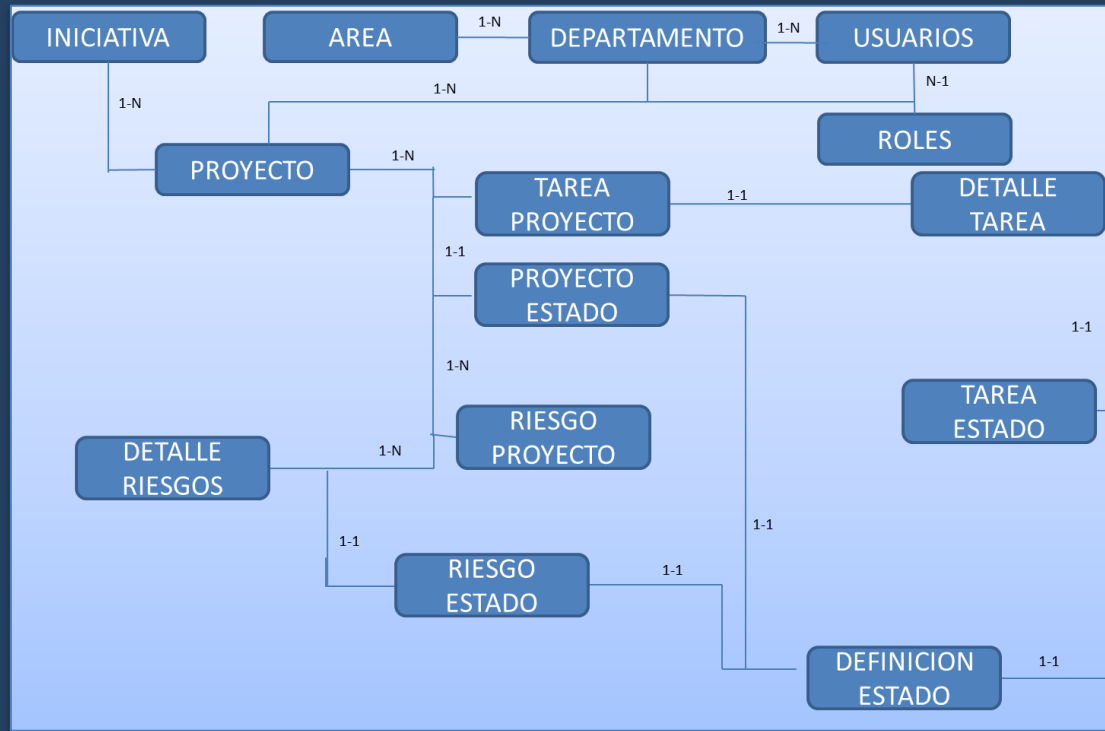 INICIATIVA
AREA
1-N
DEPARTAMENTO
1-N
USUARIOS
1-N
1-N
N-1
ROLES
PROYECTO
1-N
TAREA
PROYECTO
1-1
DETALLE
TAREA
1-1
PROYECTO
ESTADO
1-1
1-N
TAREA
ESTADO
RIESGO
PROYECTO
DETALLE
RIESGOS
1-N
1-1
1-1
RIESGO
ESTADO
1-1
DEFINICION
ESTADO
1-1